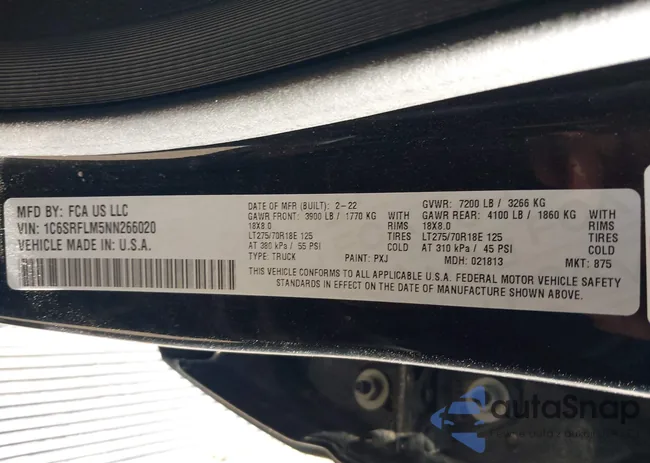 MFD BY: FCA US LLC
VIN: 1C6SRFLM5NN266020
VEHICLE MADE IN: U.S.A.
DATE OF MFR (BUILT): 2-22
GVWR: 7200 LB / 3266 KG
GAWR FRONT: 3900 LB / 1770 KG
GAWR REAR: 4100 LB / 1860 KG
18X8.0 RIMS 18X8.0 RIMS
LT275/70R18E 125 TIRES LT275/70R18E 125 TIRES
AT 380 kPa / 55 PSI COLD AT 310 kPa / 45 PSI COLD
TYPE: TRUCK PAINT: PXJ MDH: 021813 MKT: 875
THIS VEHICLE CONFORMS TO ALL APPLICABLE U.S.A. FEDERAL MOTOR VEHICLE SAFETY
STANDARDS IN EFFECT ON THE DATE OF MANUFACTURE SHOWN ABOVE.
autaSnap